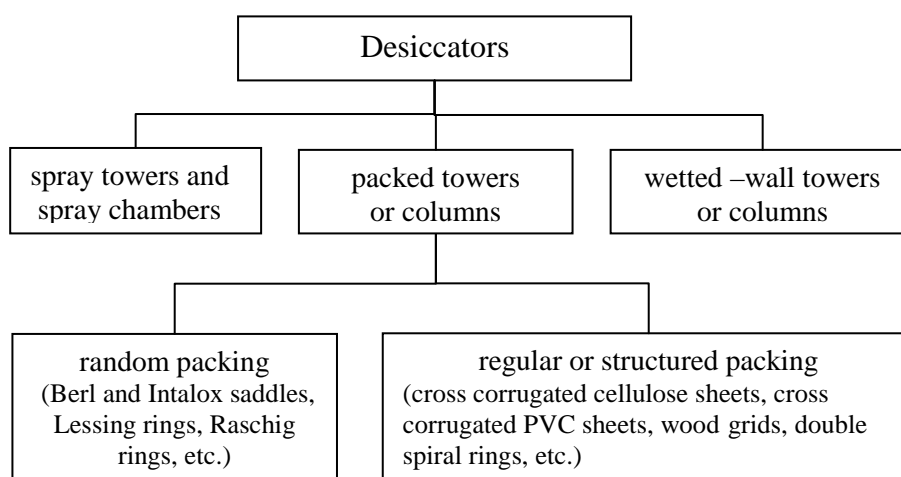 Desiccators
spray towers and
spray chambers
packed towers
or columns
wetted –wall towers
or columns
random packing
(Berl and Intalox saddles,
Lessing rings, Raschig
rings, etc.)
regular or structured packing
(cross corrugated cellulose sheets, cross
corrugated PVC sheets, wood grids, double
spiral rings, etc.)